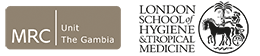 MRC
Unit
The Gambia
LONDON
SCHOOL of
HYGIENE
& TROPICAL
MEDICINE